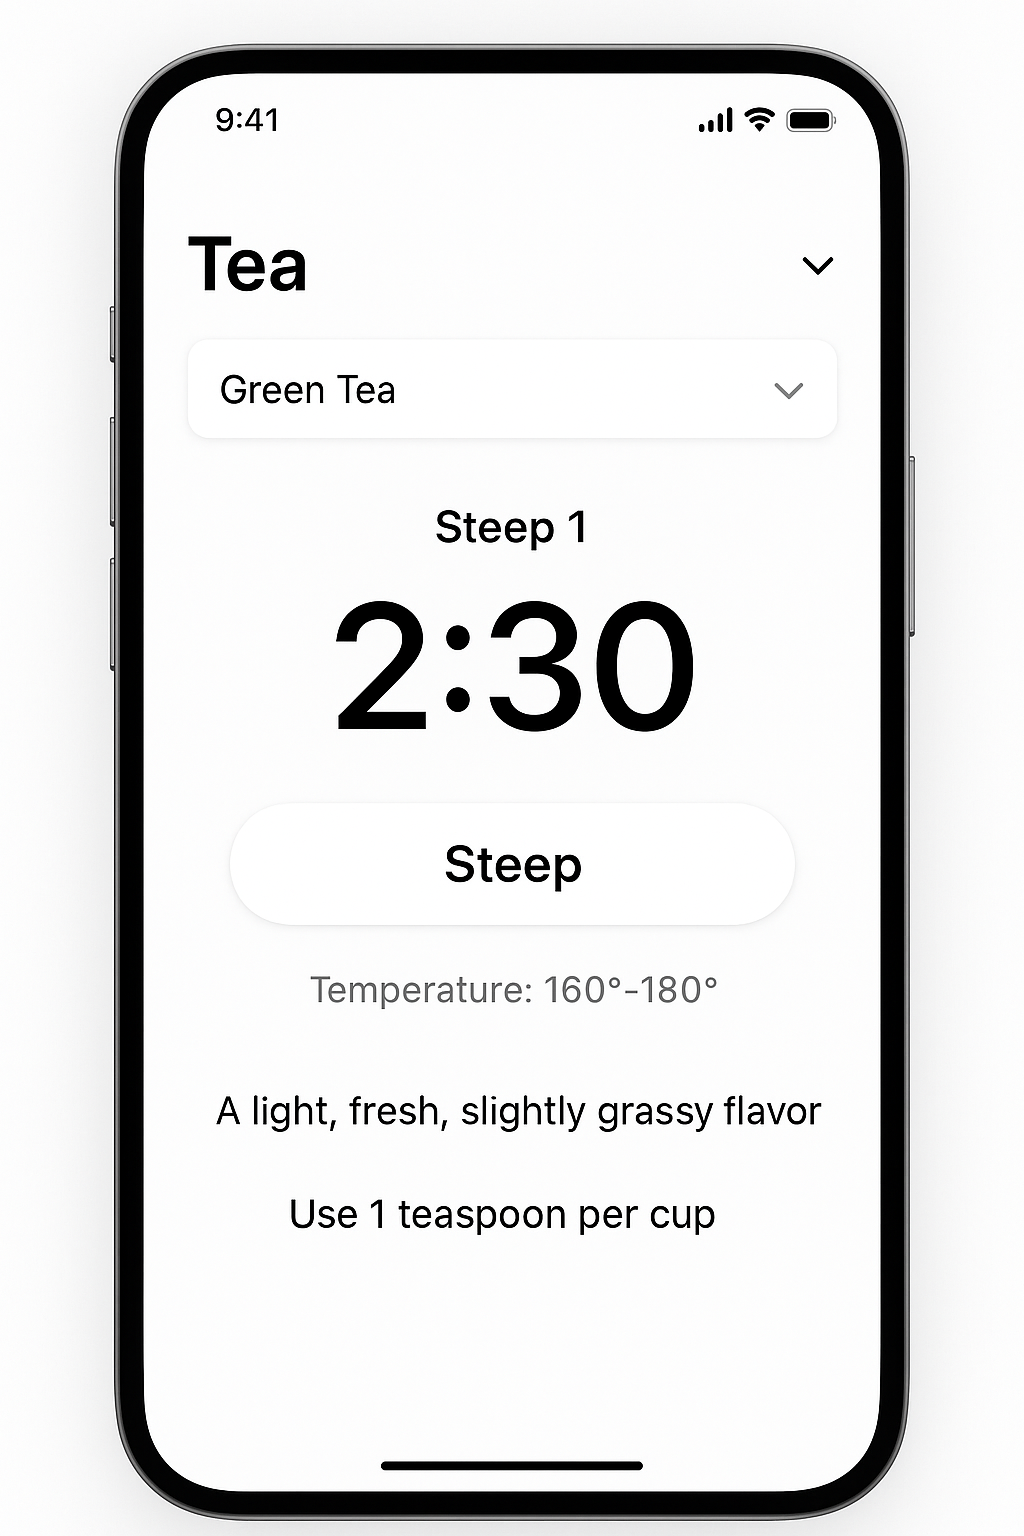 9:41
Tea
Green Tea
Steep 1
2:30
Steep
Temperature: 160°-180°
A light, fresh, slightly grassy flavor
Use 1 teaspoon per cup